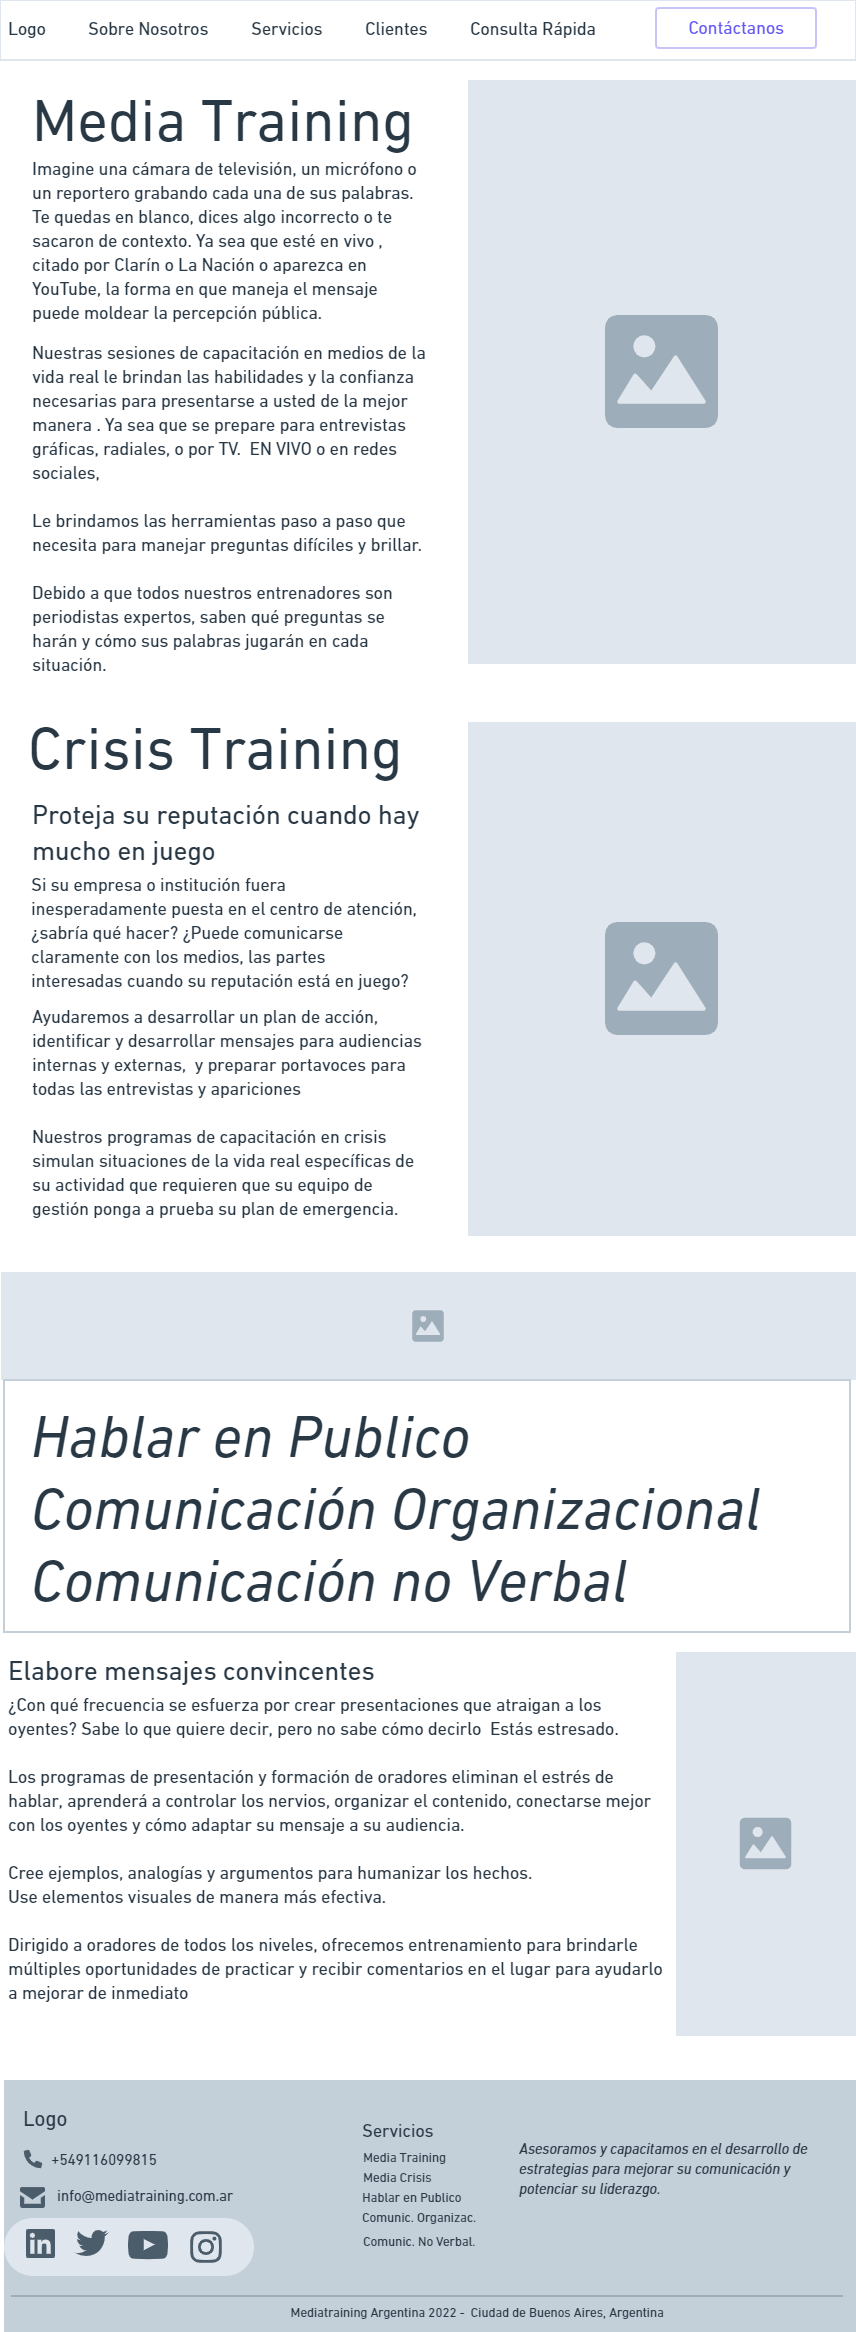 Logo Sobre Nosotros Servicios Clientes Consulta Rápida Contáctanos
Media Training
Imagine una cámara de televisión, un micrófono o
un reportero grabando cada una de sus palabras.
Te quedas en blanco, dices algo incorrecto o te
sacaron de contexto. Ya sea que esté en vivo ,
citado por Clarín o La Nación o aparezca en
YouTube, la forma en que maneja el mensaje
puede moldear la percepción pública.
Nuestras sesiones de capacitación en medios de la
vida real le brindan las habilidades y la confianza
necesarias para presentarse a usted de la mejor
manera . Ya sea que se prepare para entrevistas
gráficas, radiales, o por TV.  EN VIVO o en redes
sociales,
Le brindamos las herramientas paso a paso que
necesita para manejar preguntas difíciles y brillar.
Debido a que todos nuestros entrenadores son
periodistas expertos, saben qué preguntas se
harán y cómo sus palabras jugarán en cada
situación.
Crisis Training
Proteja su reputación cuando hay
mucho en juego
Si su empresa o institución fuera
inesperadamente puesta en el centro de atención,
¿sabría qué hacer? ¿Puede comunicarse
claramente con los medios, las partes
interesadas cuando su reputación está en juego?
Ayudaremos a desarrollar un plan de acción,
identificar y desarrollar mensajes para audiencias
internas y externas,  y preparar portavoces para
todas las entrevistas y apariciones
Nuestros programas de capacitación en crisis
simulan situaciones de la vida real específicas de
su actividad que requieren que su equipo de
gestión ponga a prueba su plan de emergencia.
Hablar en Publico
Comunicación Organizacional
Comunicación no Verbal
Elabore mensajes convincentes
¿Con qué frecuencia se esfuerza por crear presentaciones que atraigan a los
oyentes? Sabe lo que quiere decir, pero no sabe cómo decirlo  Estás estresado.
Los programas de presentación y formación de oradores eliminan el estrés de
hablar, aprenderá a controlar los nervios, organizar el contenido, conectarse mejor
con los oyentes y cómo adaptar su mensaje a su audiencia.
Cree ejemplos, analogías y argumentos para humanizar los hechos.
Use elementos visuales de manera más efectiva.
Dirigido a oradores de todos los niveles, ofrecemos entrenamiento para brindarle
múltiples oportunidades de practicar y recibir comentarios en el lugar para ayudarlo
a mejorar de inmediato
Logo
+549116099815
info@mediatraining.com.ar
Servicios
Media Training
Media Crisis
Hablar en Publico
Comunic. Organizac.
Comunic. No Verbal.
Asesoramos y capacitamos en el desarrollo de
estrategias para mejorar su comunicación y
potenciar su liderazgo.
Mediatraining Argentina 2022 -  Ciudad de Buenos Aires, Argentina